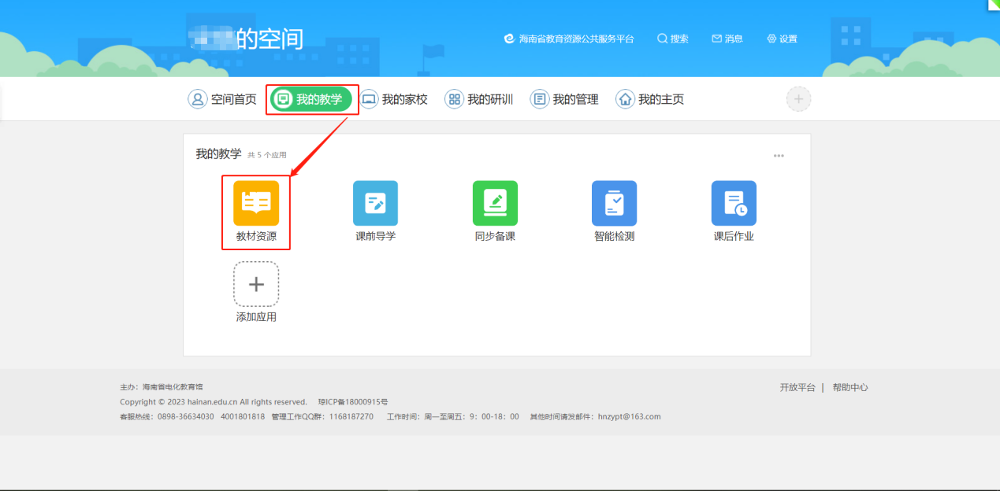 的空间
海南省教育资源公共服务平台 搜索 消息 设置
空间首页 我的教学 我的家校 我的研训 我的管理 我的主页
我的教学 共 5 个应用
教材资源 课前导学 同步备课 智能检测 课后作业
添加应用
主办：海南省电化教育馆
开放平台 | 帮助中心
Copyright © 2023 hainan.edu.cn All rights reserved. 琼ICP备18000915号
客服热线：0898-36634030 4001801818 管理工作QQ群：1168187270 工作时间：周一至周五：9：00-18：00 其他时间请发邮件：hnzypt@163.com